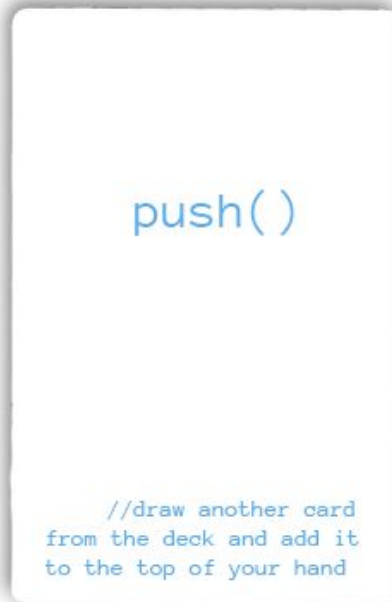 push()
//draw another card
from the deck and add it
to the top of your hand